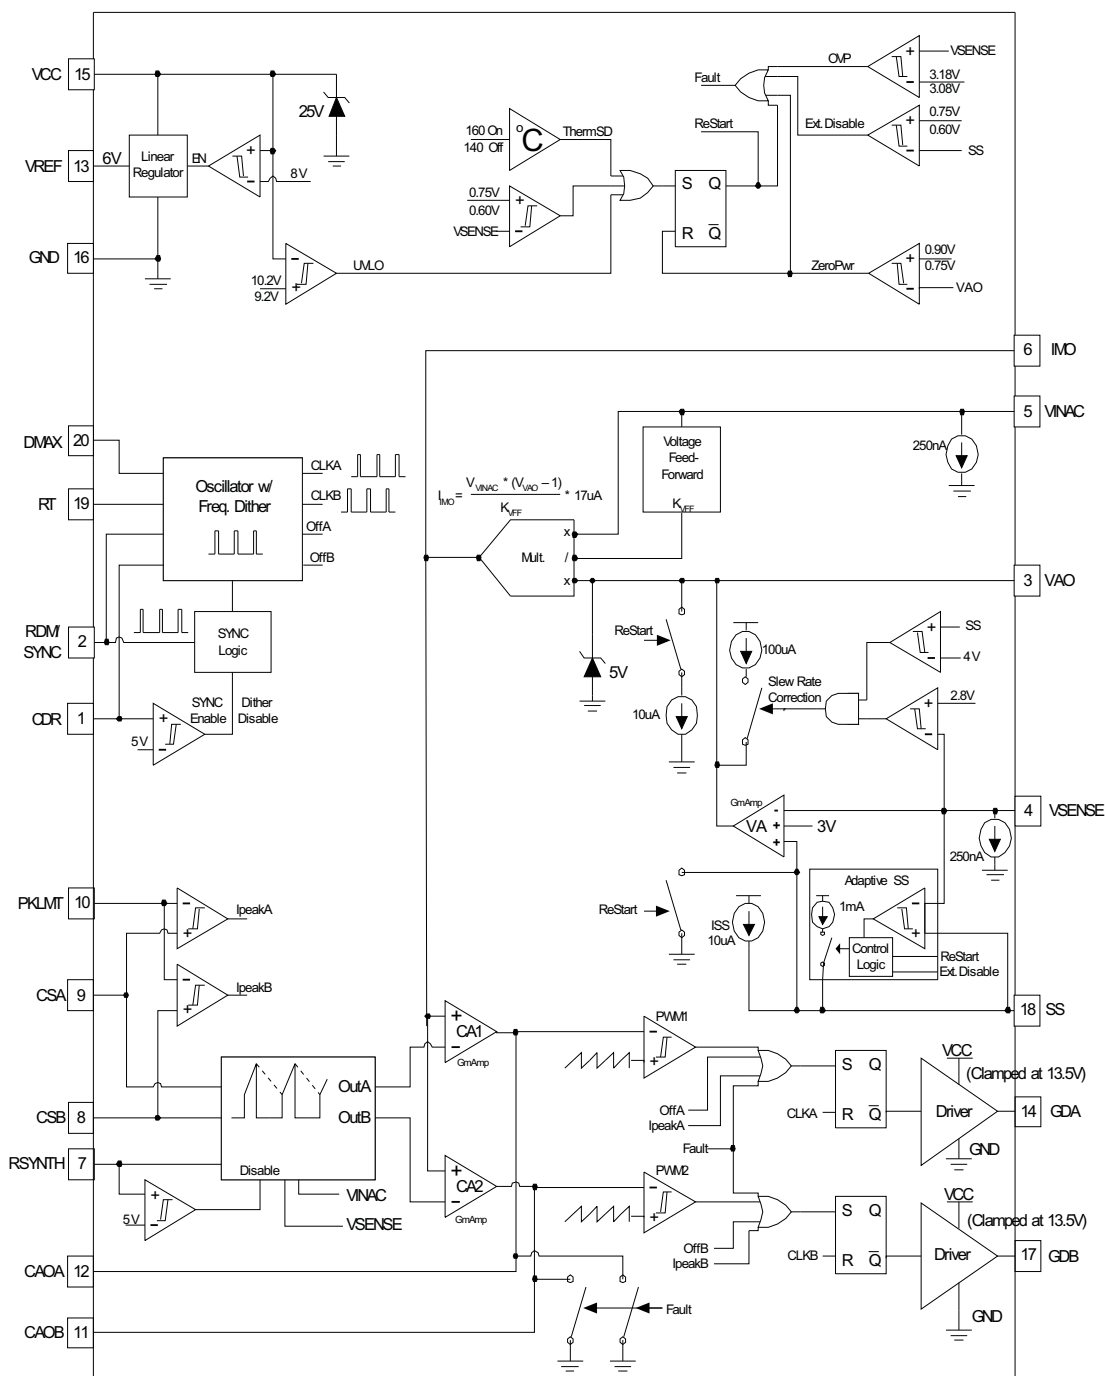 VCC 15
VREF 13
GND 16
6V
Linear
Regulator
EN
8V
25V
10.2V
9.2V
UVLO
160 On
140 Off
°C
ThermSD
0.75V
0.60V
VSENSE
S Q
R Q
Fault
ReStart
OVP
VSENSE
3.18V
3.08V
Ext. Disable
0.75V
0.60V
SS
ZeroPwr
0.90V
0.75V
VAO
6 IMO
5 VINAC
250nA
Voltage
Feed-
Forward
KVFF
IIMO = VVINAC * (VVAO – 1) / KVFF * 17uA
Mult.
x
/
x
3 VAO
DMAX 20
RT 19
RDM/
SYNC 2
CDR 1
Oscillator w/
Freq. Dither
CLKA
CLKB
OffA
OffB
SYNC
Logic
SYNC
Enable
Dither
Disable
5V
ReStart
5V
10uA
100uA
Slew Rate
Correction
SS
4V
2.8V
GmAmp
VA
3V
4 VSENSE
250nA
ReStart
ISS
10uA
Adaptive SS
1mA
Control
Logic
ReStart
Ext. Disable
18 SS
PKLMT 10
IpeakA
IpeakB
CSA 9
CSB 8
RSYNTH 7
OutA
OutB
Disable
VINAC
VSENSE
5V
CAOA 12
CAOB 11
CA1
GmAmp
CA2
GmAmp
PWM1
OffA
IpeakA
Fault
PWM2
OffB
IpeakB
Fault
CLKA
S Q
R Q
Driver
VCC
(Clamped at 13.5V)
14 GDA
GND
CLKB
S Q
R Q
Driver
VCC
(Clamped at 13.5V)
17 GDB
GND